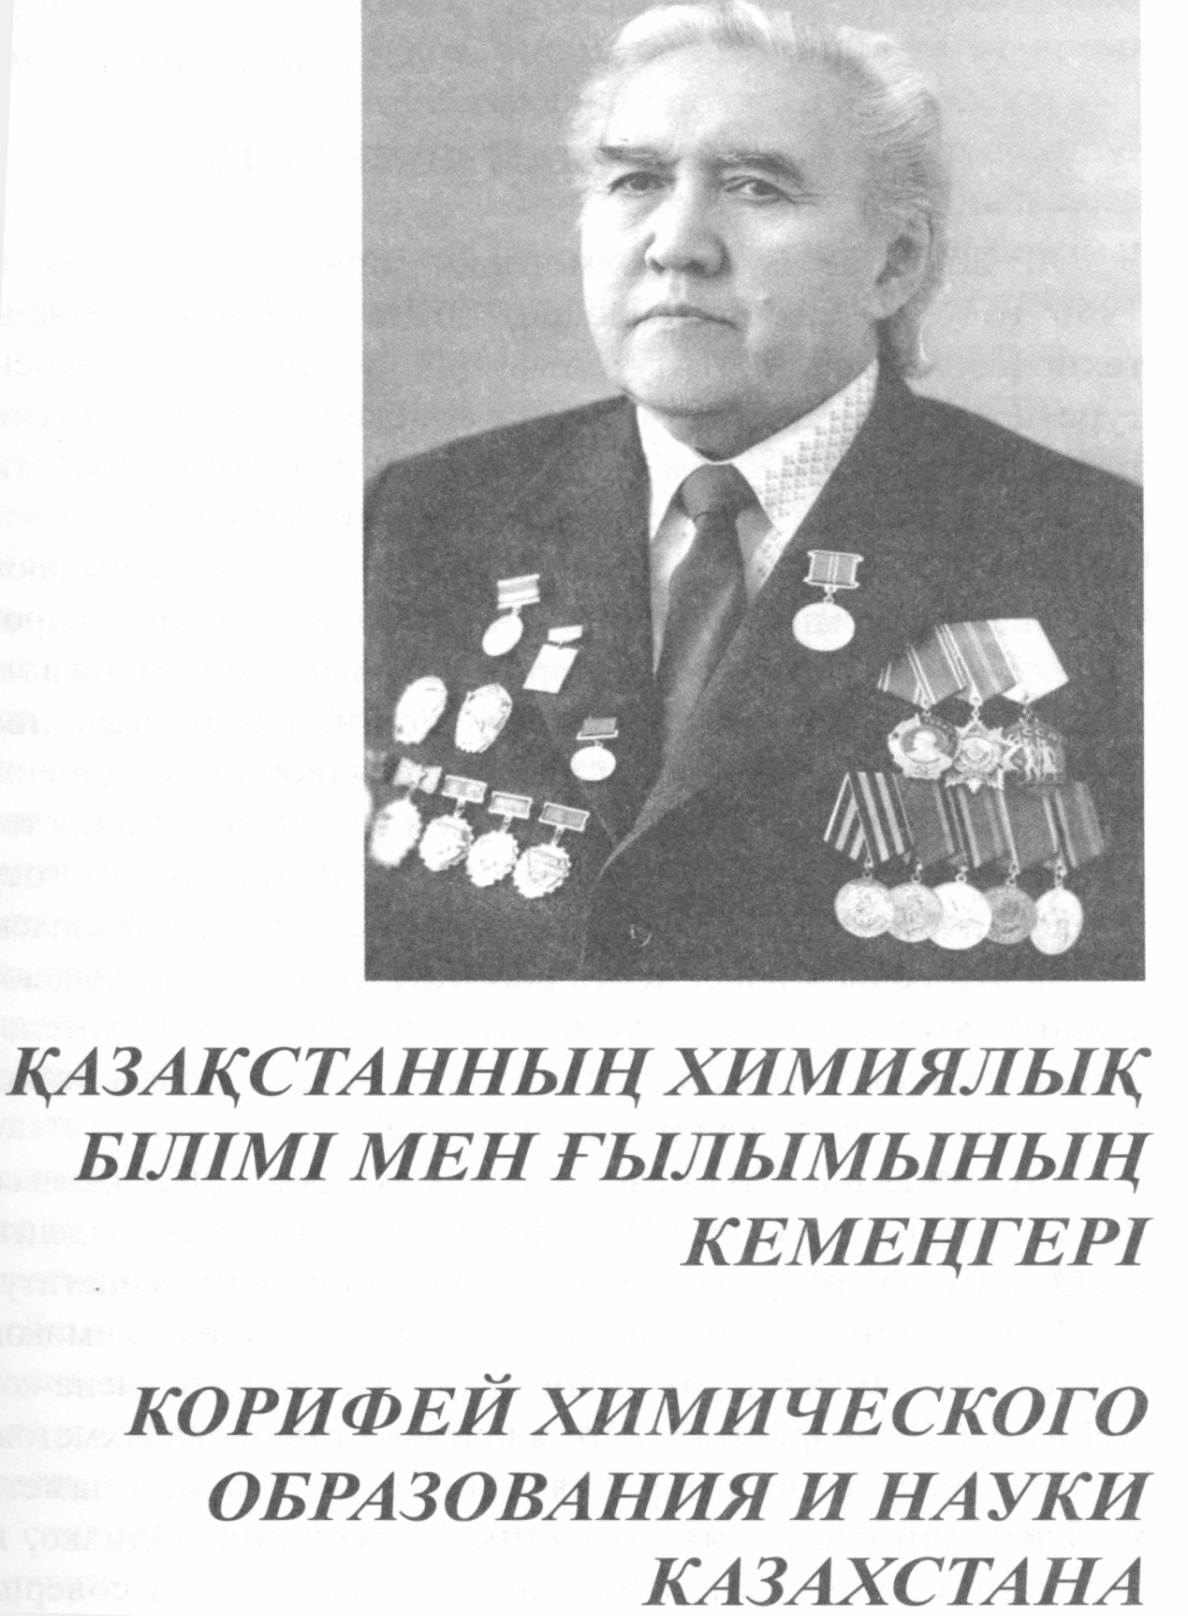 ҚАЗАҚСТАННЫҢ ХИМИЯЛЫҚ
БІЛІМІ МЕН ҒЫЛЫМЫНЫҢ
КЕМЕҢГЕРІ
КОРИФЕЙ ХИМИЧЕСКОГО
ОБРАЗОВАНИЯ И НАУКИ
КАЗАХСТАНА